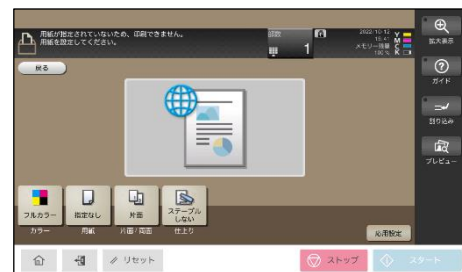 用紙が指定されていないため、印刷できません。
用紙を設定してください。
部数
1
2022/10/12
15:41
メモリー残量
100 %
Y
M
C
K
拡大表示
ガイド
割り込み
プレビュー
戻る
フルカラー
指定なし
片面
ステープル
しない
カラー
用紙
片面/両面
仕上り
応用設定
リセット
ストップ
スタート